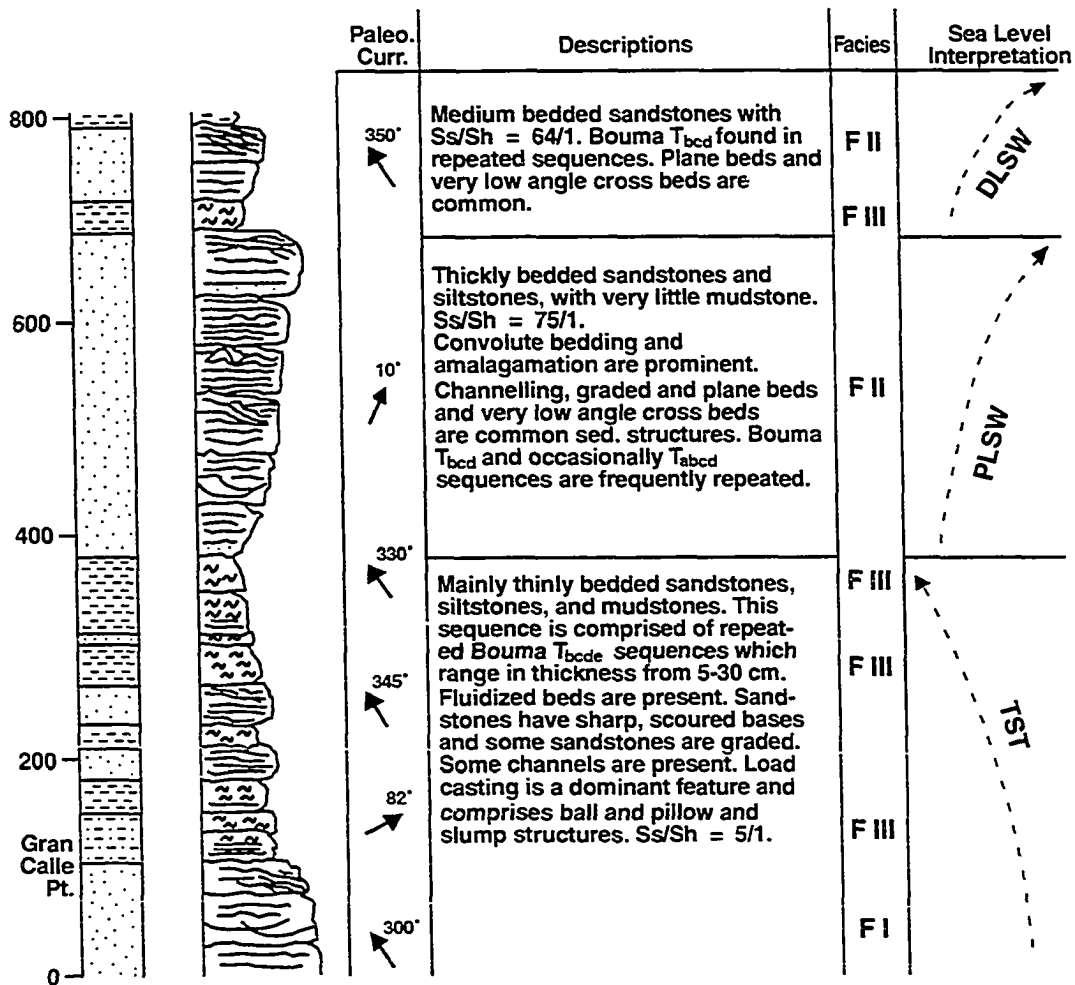 Paleo.
Curr.
Descriptions
Facies
Sea Level
Interpretation
800
600
400
200
0
Gran
Calle
Pt.
350°
10°
330°
345°
82°
300°
Medium bedded sandstones with
Ss/Sh = 64/1. Bouma Tbcd found in
repeated sequences. Plane beds and
very low angle cross beds are
common.
Thickly bedded sandstones and
siltstones, with very little mudstone.
Ss/Sh = 75/1.
Convolute bedding and
amalagamation are prominent.
Channelling, graded and plane beds
and very low angle cross beds
are common sed. structures. Bouma
Tbcd and occasionally Tabcd
sequences are frequently repeated.
Mainly thinly bedded sandstones,
siltstones, and mudstones. This
sequence is comprised of repeat-
ed Bouma Tbcde sequences which
range in thickness from 5-30 cm.
Fluidized beds are present. Sand-
stones have sharp, scoured bases
and some sandstones are graded.
Some channels are present. Load
casting is a dominant feature and
comprises ball and pillow and
slump structures. Ss/Sh = 5/1.
F II
F III
F II
F III
F III
F III
F I
DLSW
PLSW
TST